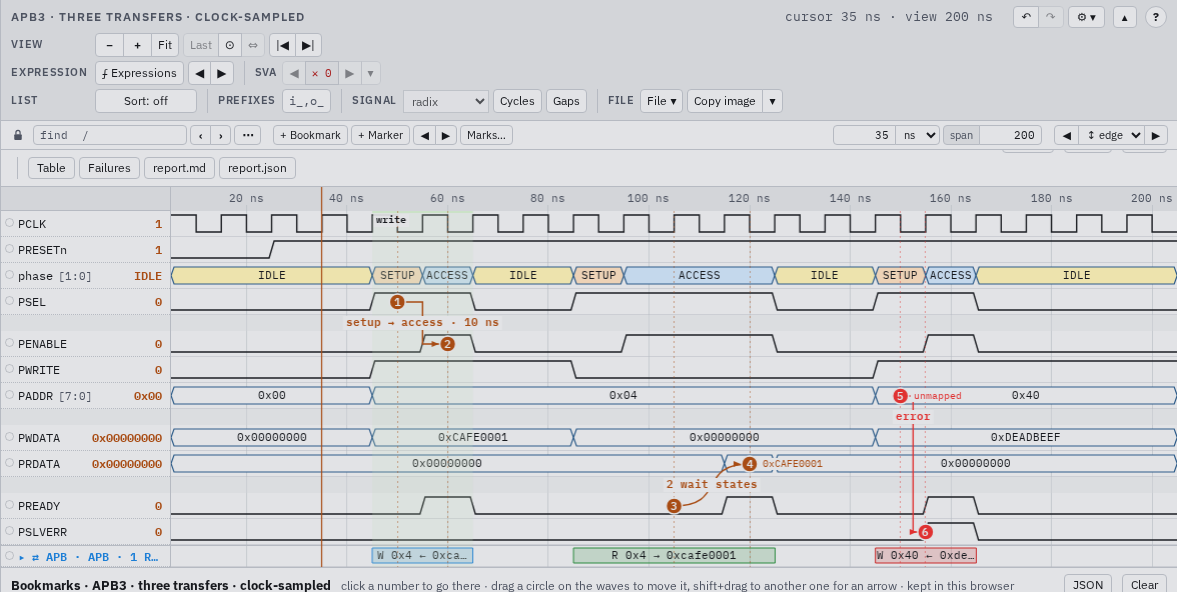 APB3 · THREE TRANSFERS · CLOCK-SAMPLED cursor 35 ns · view 200 ns ↶ ↷ ⚙ ▾ ▲ ?
VIEW − + Fit Last ⊙ ⇔ |◀ ▶|
EXPRESSION ⨍ Expressions ◀ ▶ SVA ◀ × 0 ▶ ▾
LIST Sort: off PREFIXES i_,o_ SIGNAL radix Cycles Gaps FILE File ▾ Copy image ▾
find / ‹ › ⋯ + Bookmark + Marker ◀ ▶ Marks... 35 ns span 200 ◀ ↕ edge ▶
Table Failures report.md report.json
20 ns 40 ns 60 ns 80 ns 100 ns 120 ns 140 ns 160 ns 180 ns 200 ns
PCLK 1 write
PRESETn 1
phase [1:0] IDLE IDLE SETUP ACCESS IDLE SETUP ACCESS IDLE SETUP ACCESS IDLE
PSEL 0 1
setup → access · 10 ns
PENABLE 0 2
PWRITE 0
PADDR [7:0] 0x00 0x00 0x04 5 · unmapped 0x40
error
PWDATA 0x00000000 0x00000000 0xCAFE0001 0x00000000 0xDEADBEEF
PRDATA 0x00000000 0x00000000 4 0xCAFE0001 0x00000000
2 wait states
PREADY 0 3
PSLVERR 0 6
▸ ⇄ APB · APB · 1 R… W 0x4 ← 0xca… R 0x4 → 0xcafe0001 W 0x40 ← 0xde…
Bookmarks · APB3 · three transfers · clock-sampled click a number to go there · drag a circle on the waves to move it, shift+drag to another one for an arrow · kept in this browser JSON Clear